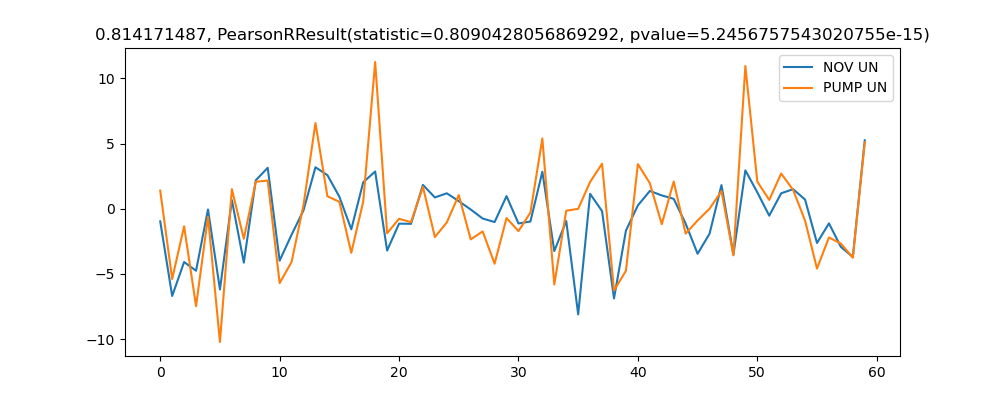 0.814171487, PearsonRResult(statistic=0.8090428056869292, pvalue=5.2456757543020755e-15)
NOV UN
PUMP UN
10
5
0
−5
−10
0 10 20 30 40 50 60